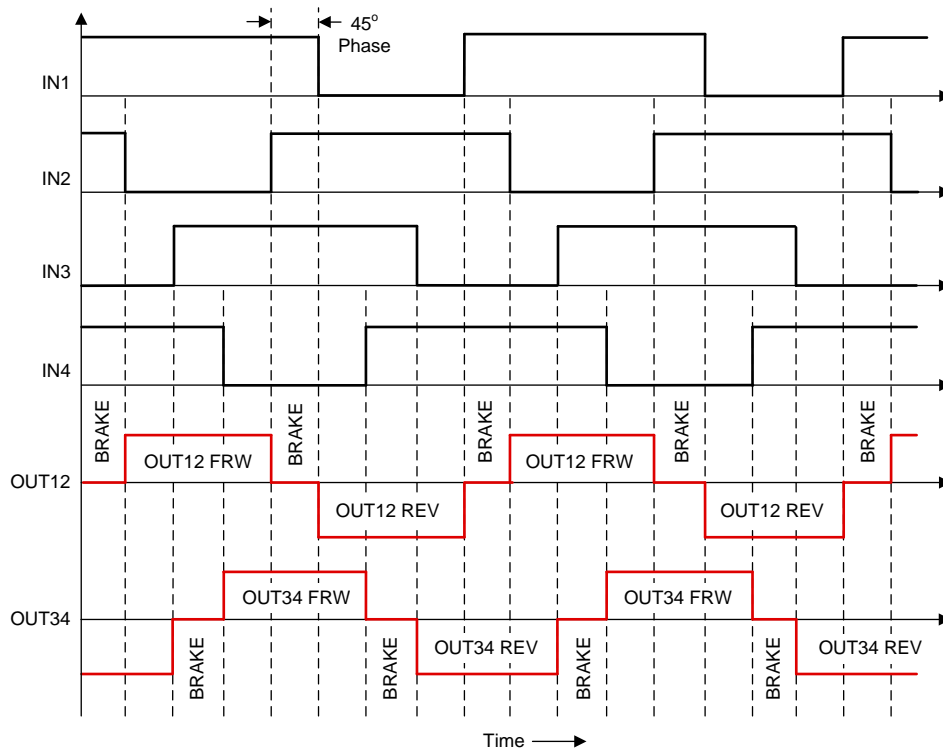 45° Phase
IN1
IN2
IN3
IN4
BRAKE
BRAKE
BRAKE
BRAKE
BRAKE
OUT12 FRW
OUT12 FRW
OUT12
OUT12 REV
OUT12 REV
OUT34 FRW
OUT34 FRW
OUT34
BRAKE
BRAKE
BRAKE
BRAKE
OUT34 REV
OUT34 REV
Time